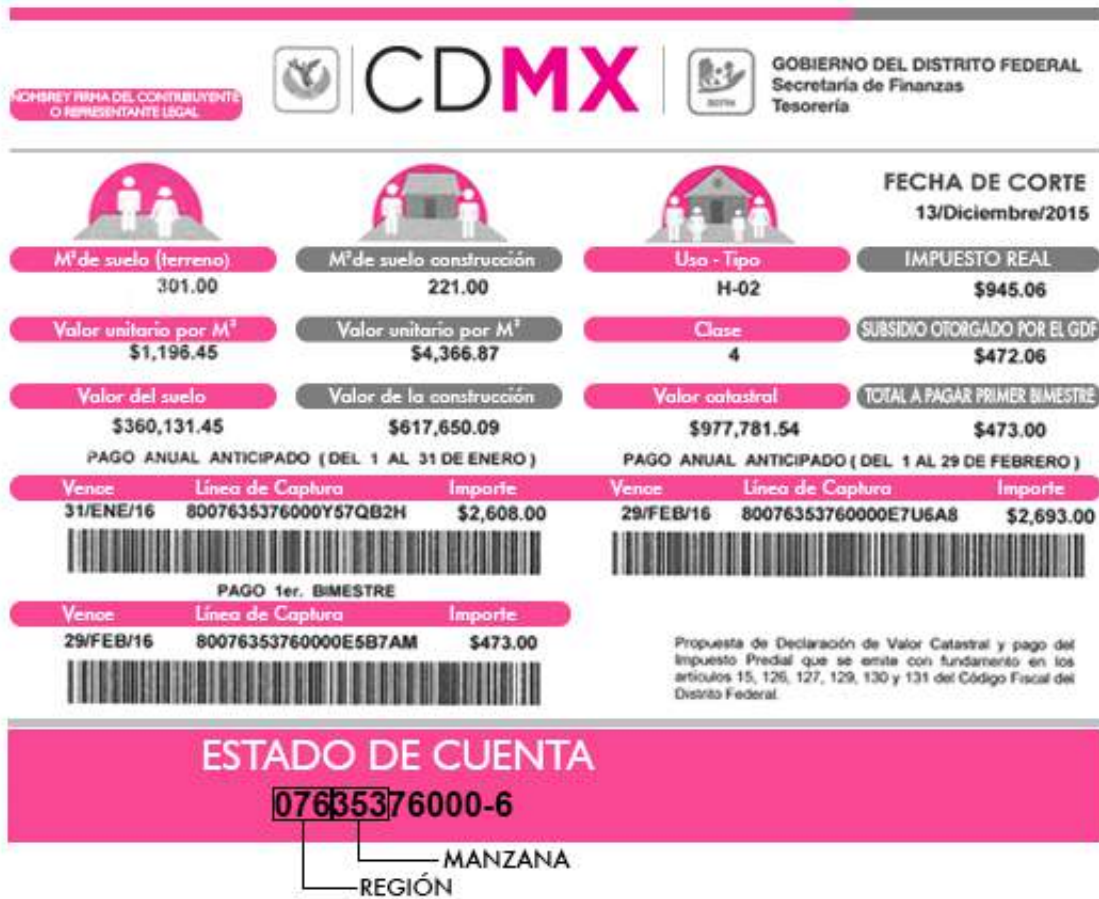 NOMBRE Y FIRMA DEL CONTRIBUYENTE
O REPRESENTANTE LEGAL
CDMX
GOBIERNO DEL DISTRITO FEDERAL
Secretaría de Finanzas
Tesorería
FECHA DE CORTE
13/Diciembre/2015
M² de suelo (terreno)
301.00
M² de suelo construcción
221.00
Uso - Tipo
H-02
IMPUESTO REAL
$945.06
Valor unitario por M²
$1,196.45
Valor unitario por M²
$4,366.87
Clase
4
SUBSIDIO OTORGADO POR EL GDF
$472.06
Valor del suelo
$360,131.45
Valor de la construcción
$617,650.09
Valor catastral
$977,781.54
TOTAL A PAGAR PRIMER BIMESTRE
$473.00
PAGO ANUAL ANTICIPADO ( DEL 1 AL 31 DE ENERO )
Vence Línea de Captura Importe
31/ENE/16 8007635376000Y57QB2H $2,608.00
PAGO ANUAL ANTICIPADO ( DEL 1 AL 29 DE FEBRERO )
Vence Línea de Captura Importe
29/FEB/16 80076353760000E7U6A8 $2,693.00
PAGO 1er. BIMESTRE
Vence Línea de Captura Importe
29/FEB/16 80076353760000E5B7AM $473.00
Propuesta de Declaración de Valor Catastral y pago del
Impuesto Predial que se emite con fundamento en los
artículos 15, 126, 127, 129, 130 y 131 del Código Fiscal del
Distrito Federal.
ESTADO DE CUENTA
07635376000-6
MANZANA
REGIÓN